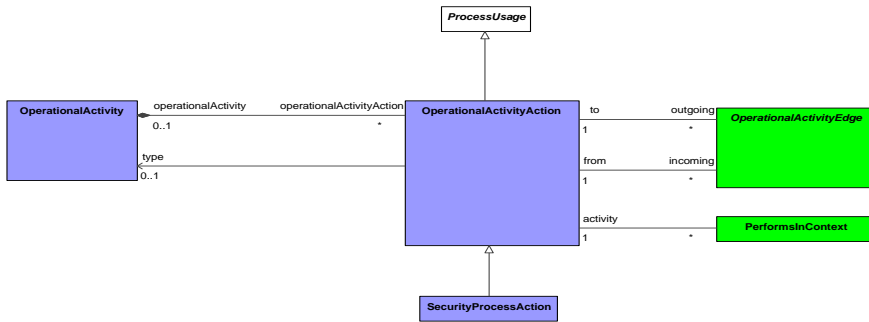 ProcessUsage
OperationalActivity
operationalActivity
operationalActivityAction
0..1
*
type
0..1
OperationalActivityAction
to
outgoing
1
*
from
incoming
1
*
activity
1
*
OperationalActivityEdge
PerformsInContext
SecurityProcessAction